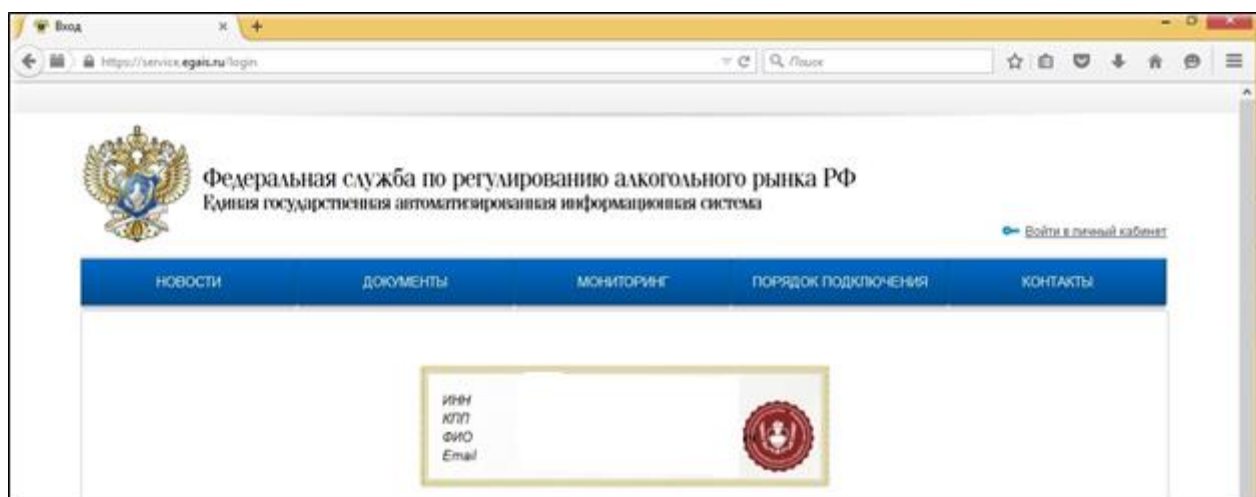 Вход
https://service.egais.ru/login
Поиск
Федеральная служба по регулированию алкогольного рынка РФ
Единая государственная автоматизированная информационная система
Войти в личный кабинет
НОВОСТИ ДОКУМЕНТЫ МОНИТОРИНГ ПОРЯДОК ПОДКЛЮЧЕНИЯ КОНТАКТЫ
ИНН
КПП
ФИО
Email